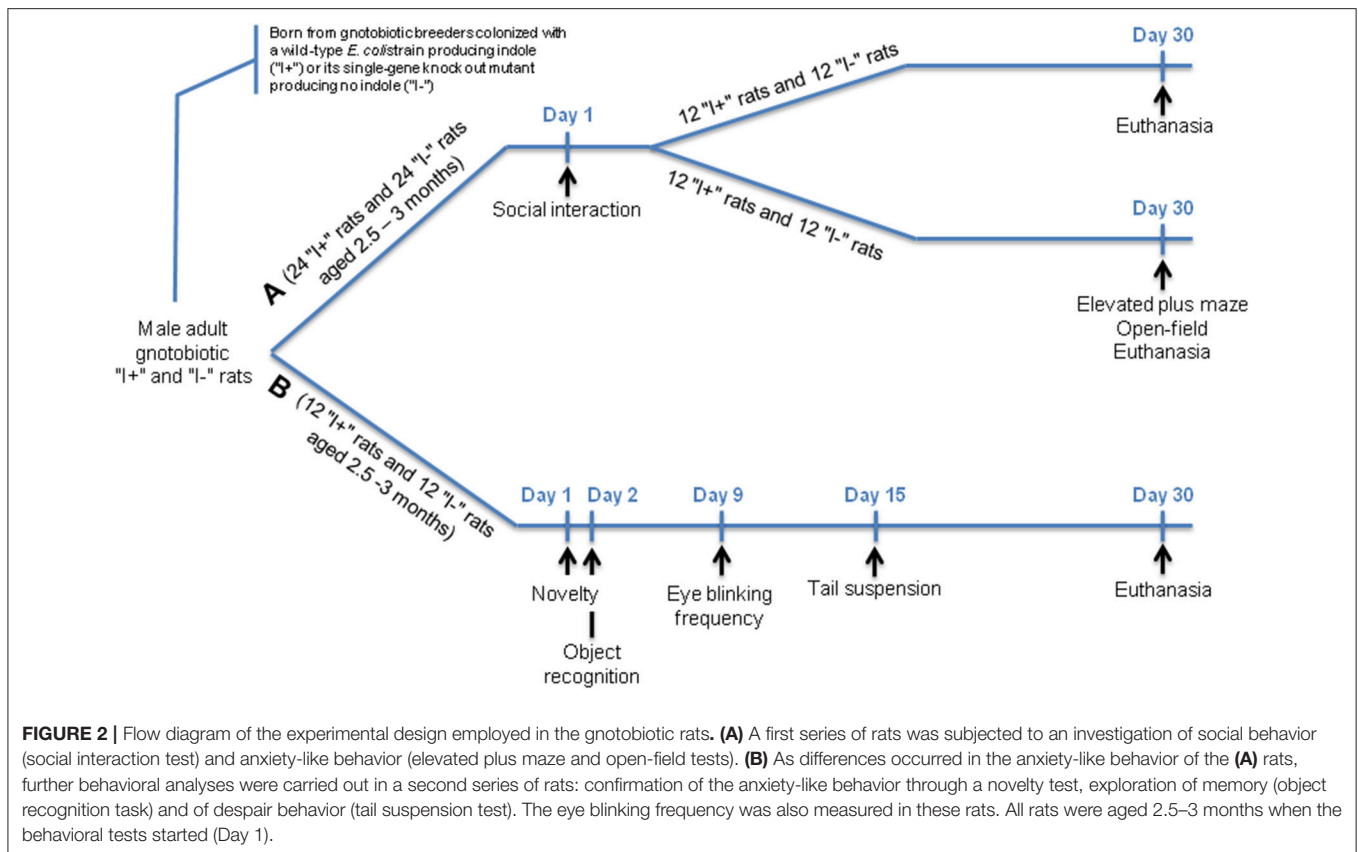 Born from gnotobiotic breeders colonized with
a wild-type E. coli strain producing indole
("I+") or its single-gene knock out mutant
producing no indole ("I-")
Male adult
gnotobiotic
"I+" and "I-" rats
A (24 "I+" rats and 24 "I-" rats
aged 2.5 – 3 months)
Day 1
Social interaction
12 "I+" rats and 12 "I-" rats
Day 30
Euthanasia
12 "I+" rats and 12 "I-" rats
Day 30
Elevated plus maze
Open-field
Euthanasia
B (12 "I+" rats and 12 "I-" rats
aged 2.5 -3 months)
Day 1
Day 2
Day 9
Day 15
Day 30
Novelty
Object
recognition
Eye blinking
frequency
Tail suspension
Euthanasia
FIGURE 2 | Flow diagram of the experimental design employed in the gnotobiotic rats. (A) A first series of rats was subjected to an investigation of social behavior
(social interaction test) and anxiety-like behavior (elevated plus maze and open-field tests). (B) As differences occurred in the anxiety-like behavior of the (A) rats,
further behavioral analyses were carried out in a second series of rats: confirmation of the anxiety-like behavior through a novelty test, exploration of memory (object
recognition task) and of despair behavior (tail suspension test). The eye blinking frequency was also measured in these rats. All rats were aged 2.5–3 months when the
behavioral tests started (Day 1).